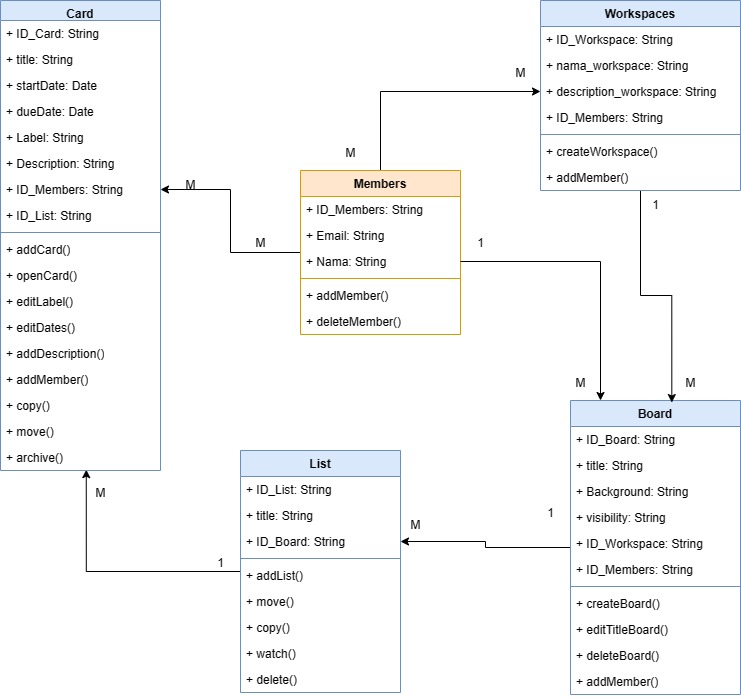 Card
+ ID_Card: String
+ title: String
+ startDate: Date
+ dueDate: Date
+ Label: String
+ Description: String
+ ID_Members: String
+ ID_List: String
+ addCard()
+ openCard()
+ editLabel()
+ editDates()
+ addDescription()
+ addMember()
+ copy()
+ move()
+ archive()
Workspaces
+ ID_Workspace: String
+ nama_workspace: String
+ description_workspace: String
+ ID_Members: String
+ createWorkspace()
+ addMember()
M
M
M
M
Members
+ ID_Members: String
+ Email: String
+ Nama: String
+ addMember()
+ deleteMember()
1
1
M
M
Board
+ ID_Board: String
+ title: String
+ Background: String
+ visibility: String
+ ID_Workspace: String
+ ID_Members: String
+ createBoard()
+ editTitleBoard()
+ deleteBoard()
+ addMember()
List
+ ID_List: String
+ title: String
+ ID_Board: String
+ addList()
+ move()
+ copy()
+ watch()
+ delete()
M
1
M
1